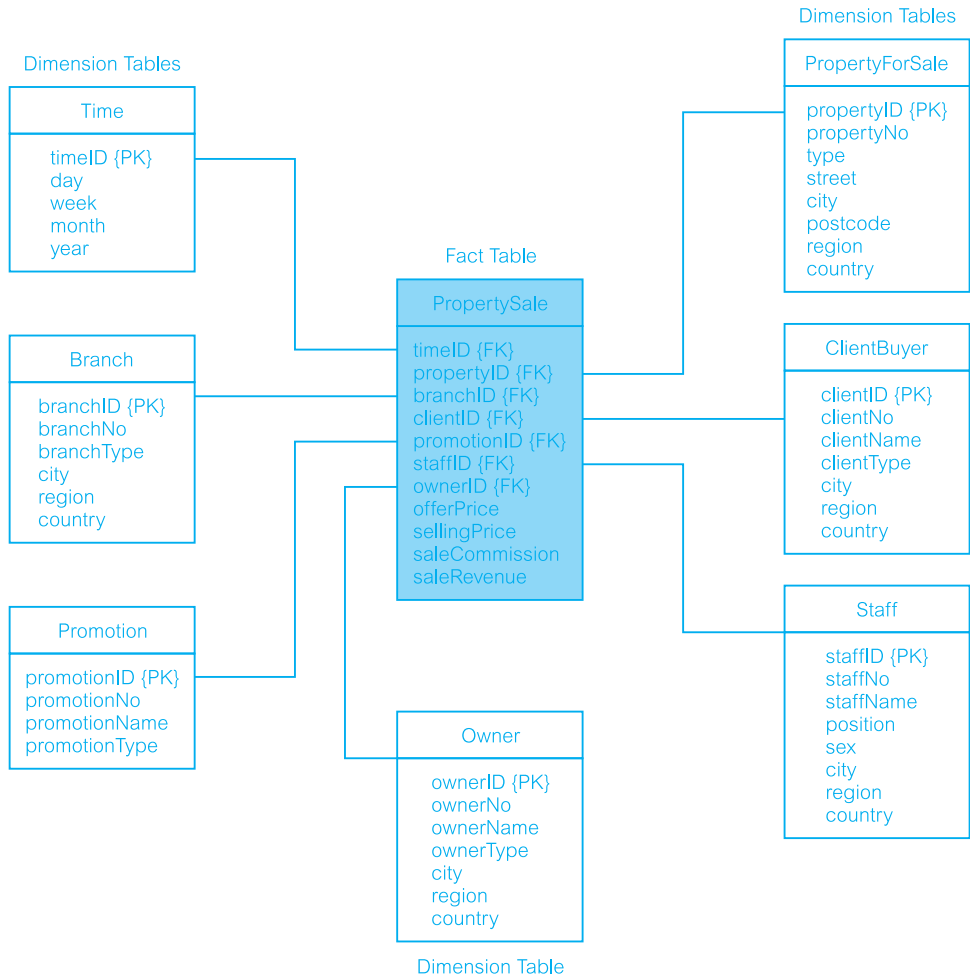 Dimension Tables
Time
timeID {PK}
day
week
month
year
Branch
branchID {PK}
branchNo
branchType
city
region
country
Promotion
promotionID {PK}
promotionNo
promotionName
promotionType
Fact Table
PropertySale
timeID {FK}
propertyID {FK}
branchID {FK}
clientID {FK}
promotionID {FK}
staffID {FK}
ownerID {FK}
offerPrice
sellingPrice
saleCommission
saleRevenue
Owner
ownerID {PK}
ownerNo
ownerName
ownerType
city
region
country
Dimension Table
Dimension Tables
PropertyForSale
propertyID {PK}
propertyNo
type
street
city
postcode
region
country
ClientBuyer
clientID {PK}
clientNo
clientName
clientType
city
region
country
Staff
staffID {PK}
staffNo
staffName
position
sex
city
region
country